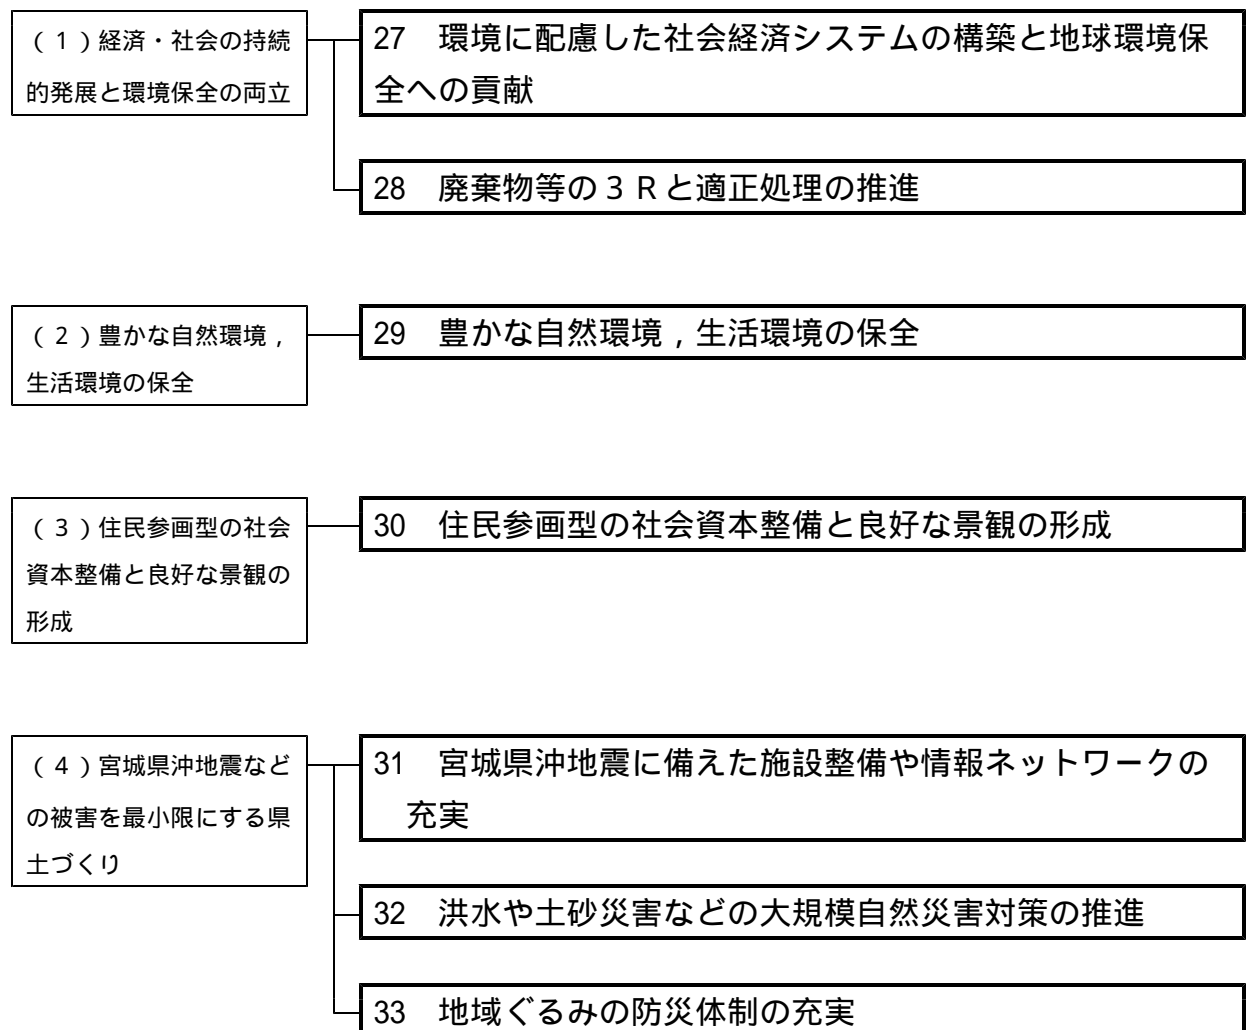 （１）経済・社会の持続
的発展と環境保全の両立
27　環境に配慮した社会経済システムの構築と地球環境保
全への貢献
28　廃棄物等の３Ｒと適正処理の推進
（２）豊かな自然環境，
生活環境の保全
29　豊かな自然環境，生活環境の保全
（３）住民参画型の社会
資本整備と良好な景観の
形成
30　住民参画型の社会資本整備と良好な景観の形成
（４）宮城県沖地震など
の被害を最小限にする県
土づくり
31　宮城県沖地震に備えた施設整備や情報ネットワークの
充実
32　洪水や土砂災害などの大規模自然災害対策の推進
33　地域ぐるみの防災体制の充実